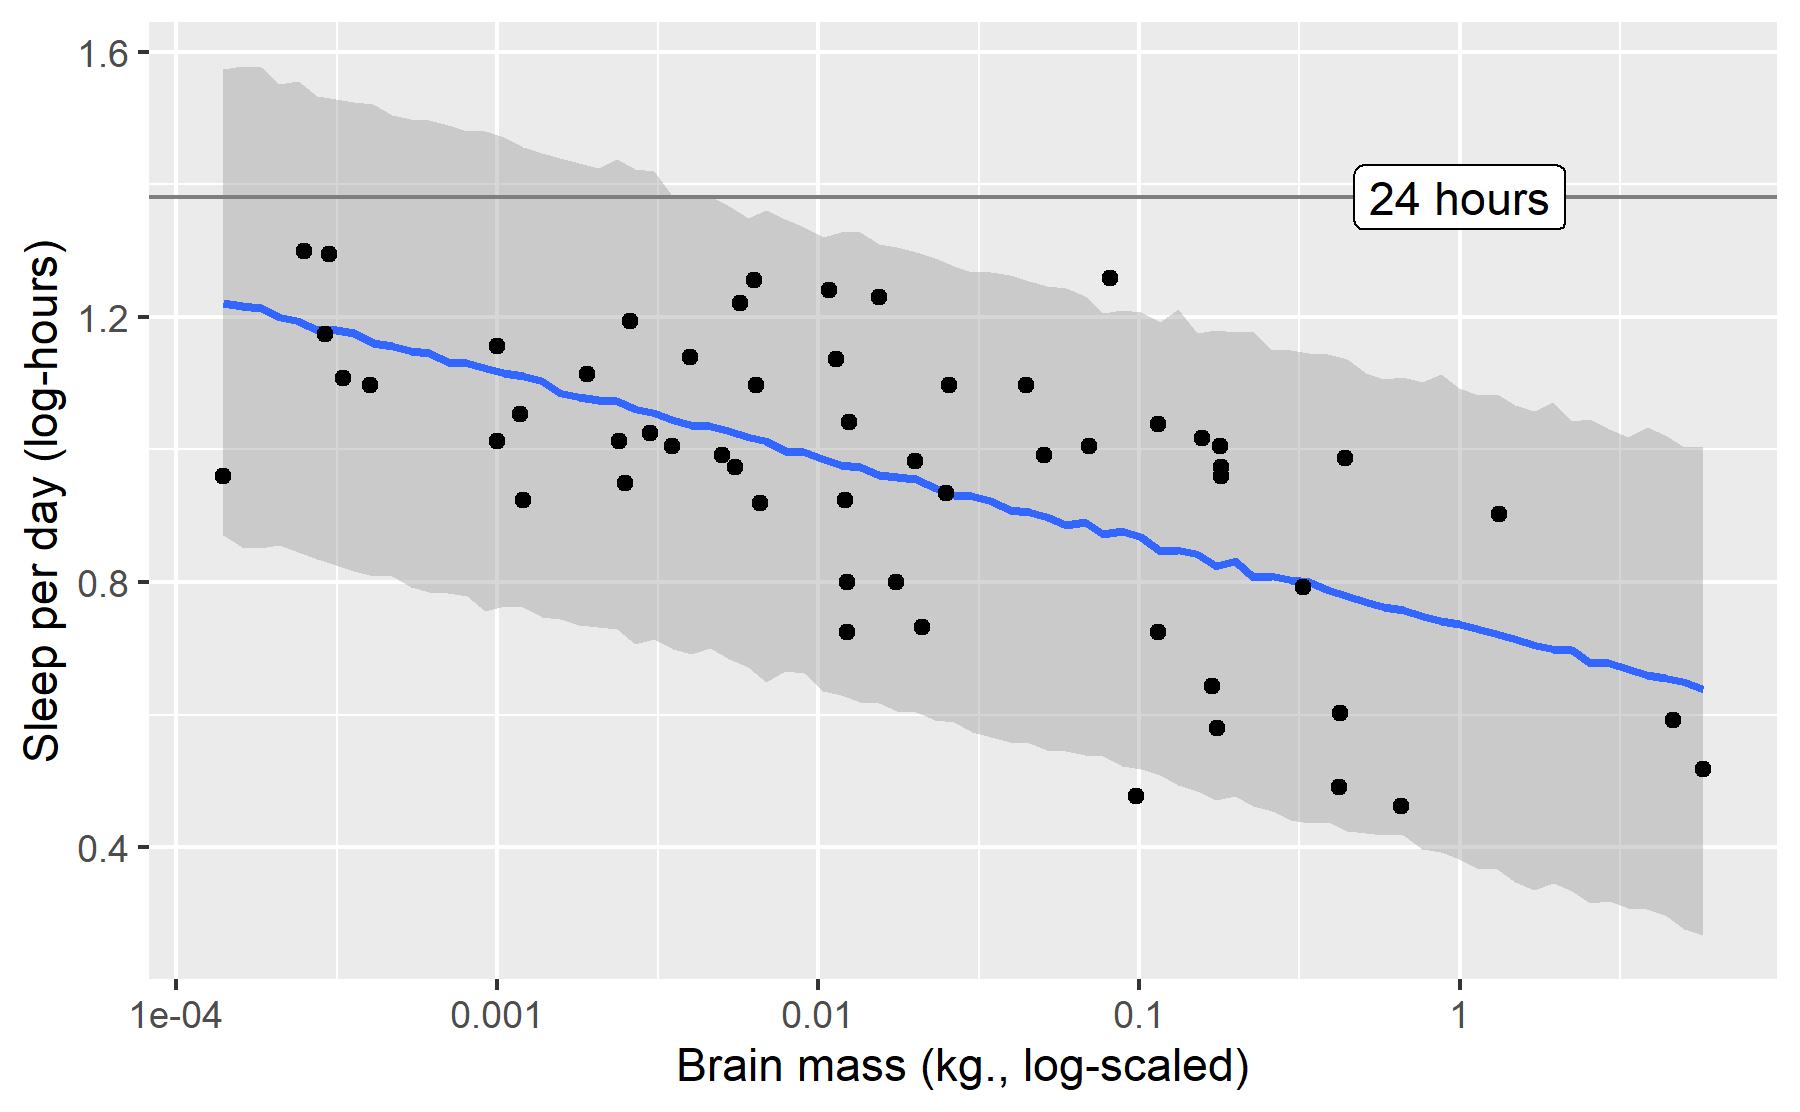 1.6
1.2
0.8
0.4
Sleep per day (log-hours)
24 hours
1e-04
0.001
0.01
0.1
1
Brain mass (kg., log-scaled)